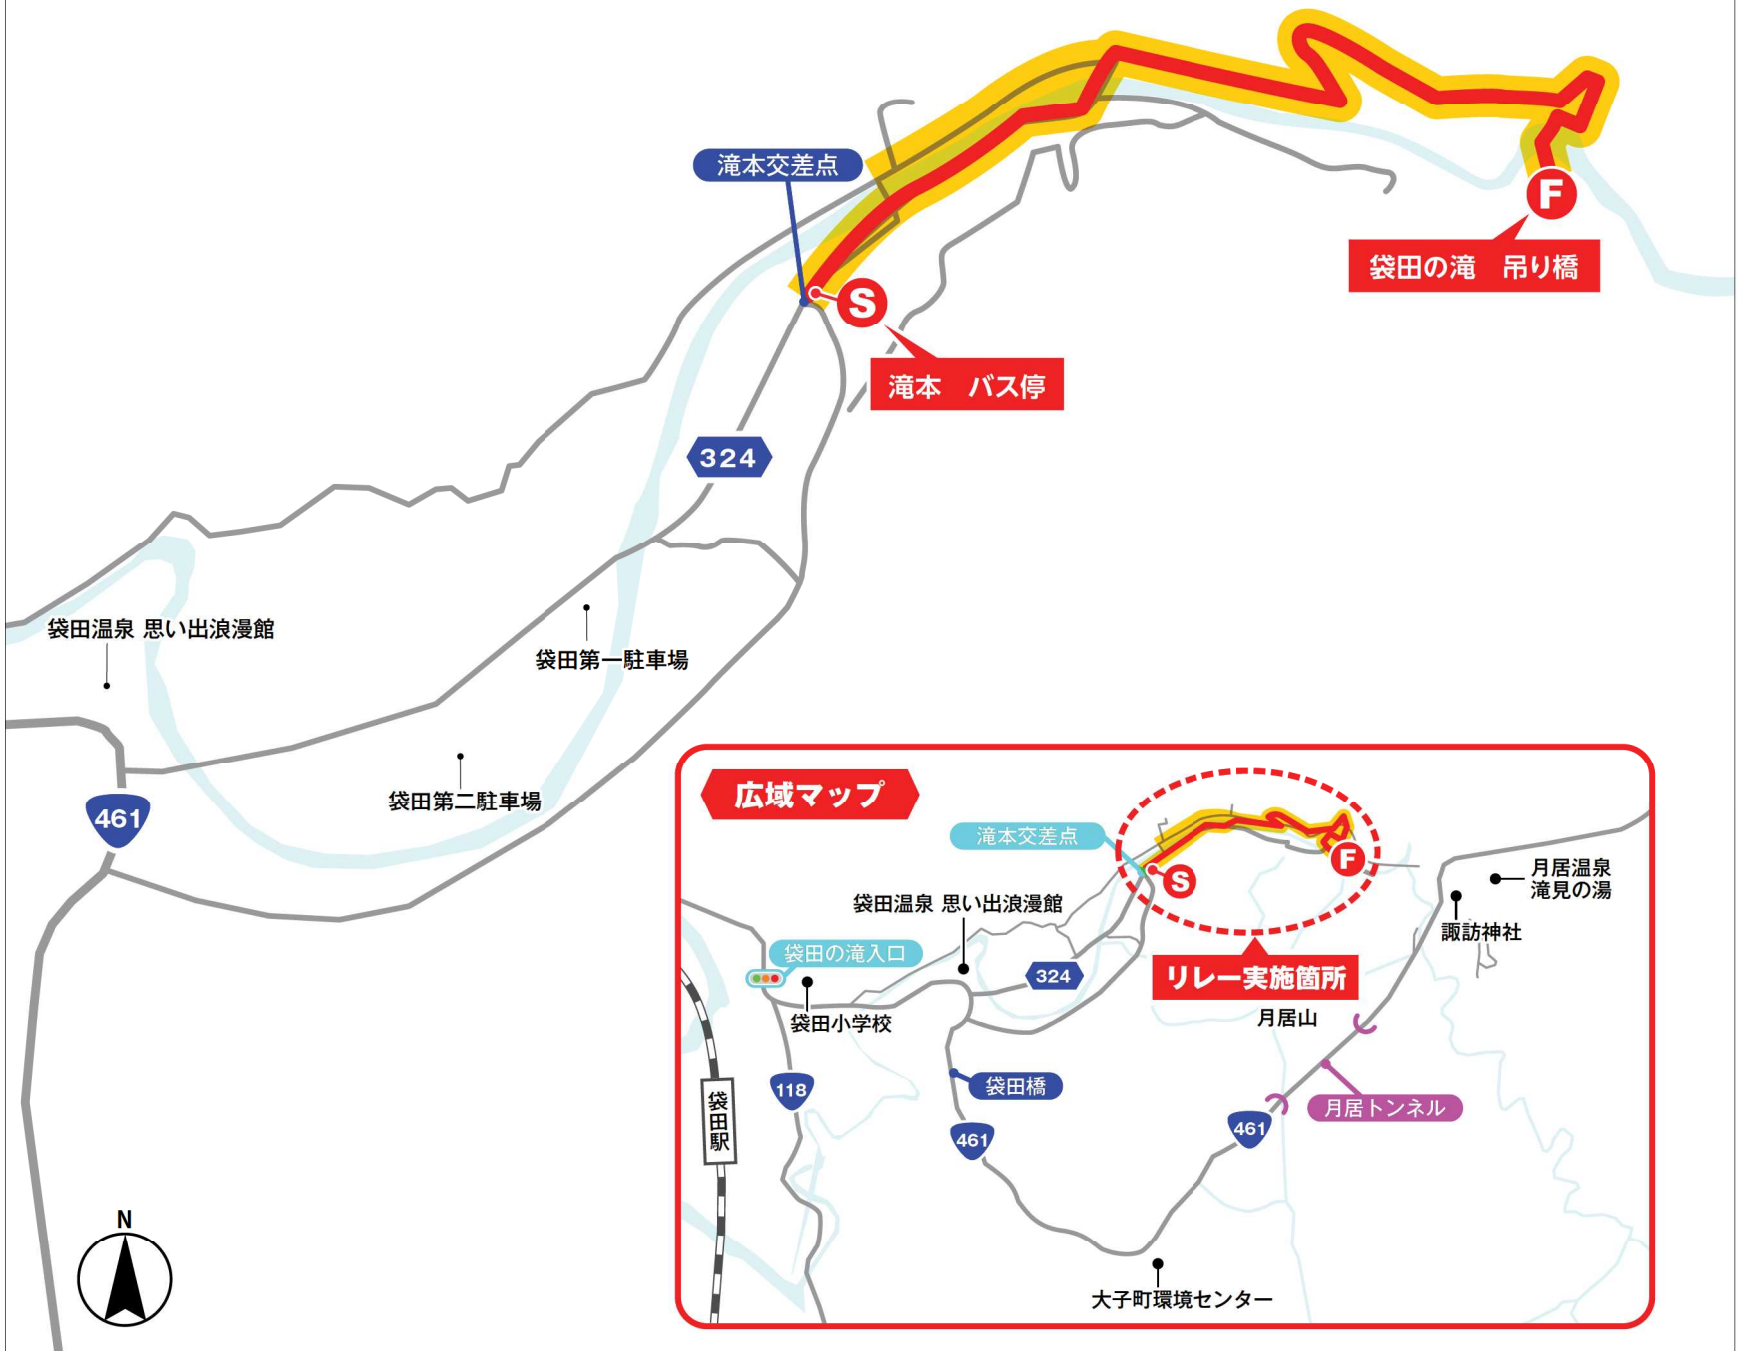 滝本交差点
F
袋田の滝 吊り橋
S
滝本 バス停
324
袋田温泉 思い出浪漫館
袋田第一駐車場
袋田第二駐車場
461
N
広域マップ
滝本交差点
F
S
月居温泉
滝見の湯
袋田温泉 思い出浪漫館
諏訪神社
袋田の滝入口
324
リレー実施箇所
袋田小学校
月居山
118
袋田橋
袋田駅
月居トンネル
461
461
大子町環境センター